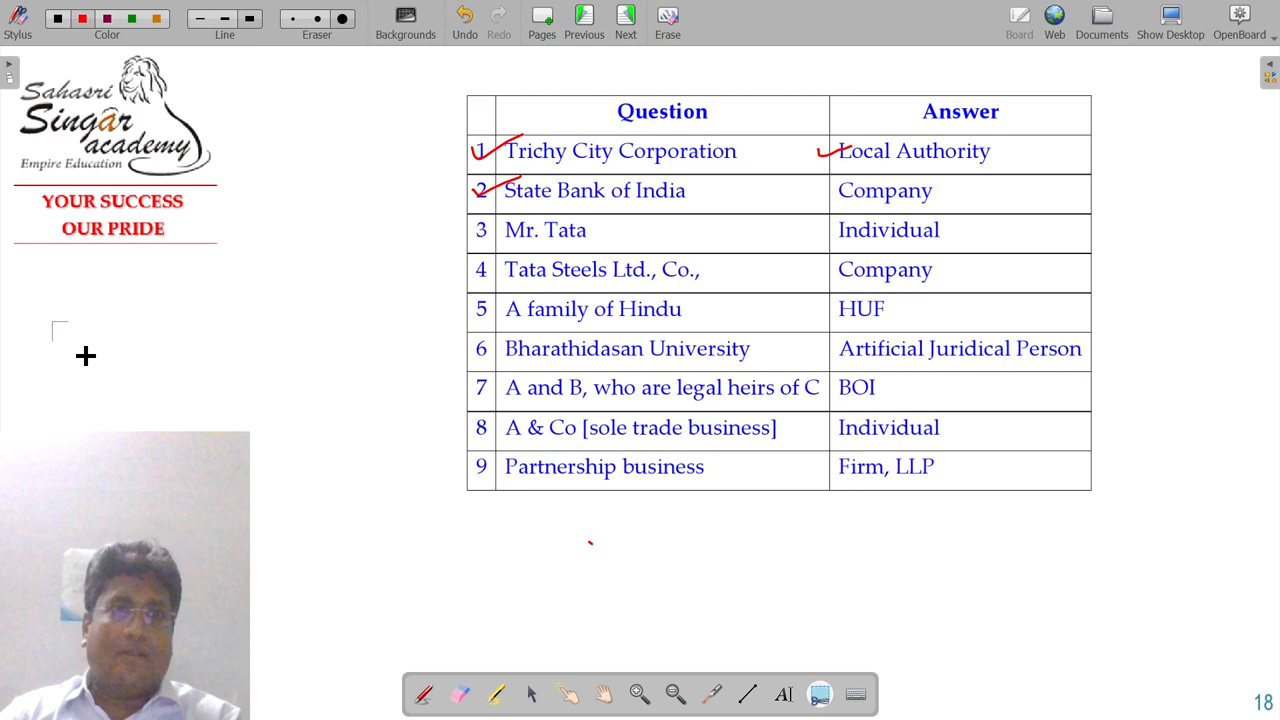 Stylus
Color
Line
Eraser
Backgrounds
Undo
Redo
Pages
Previous
Next
Erase
Board
Web
Documents
Show Desktop
OpenBoard
Sahasri
Singar
academy
Empire Education
YOUR SUCCESS
OUR PRIDE
Question Answer
1 Trichy City Corporation Local Authority
2 State Bank of India Company
3 Mr. Tata Individual
4 Tata Steels Ltd., Co., Company
5 A family of Hindu HUF
6 Bharathidasan University Artificial Juridical Person
7 A and B, who are legal heirs of C BOI
8 A & Co [sole trade business] Individual
9 Partnership business Firm, LLP
AI
18